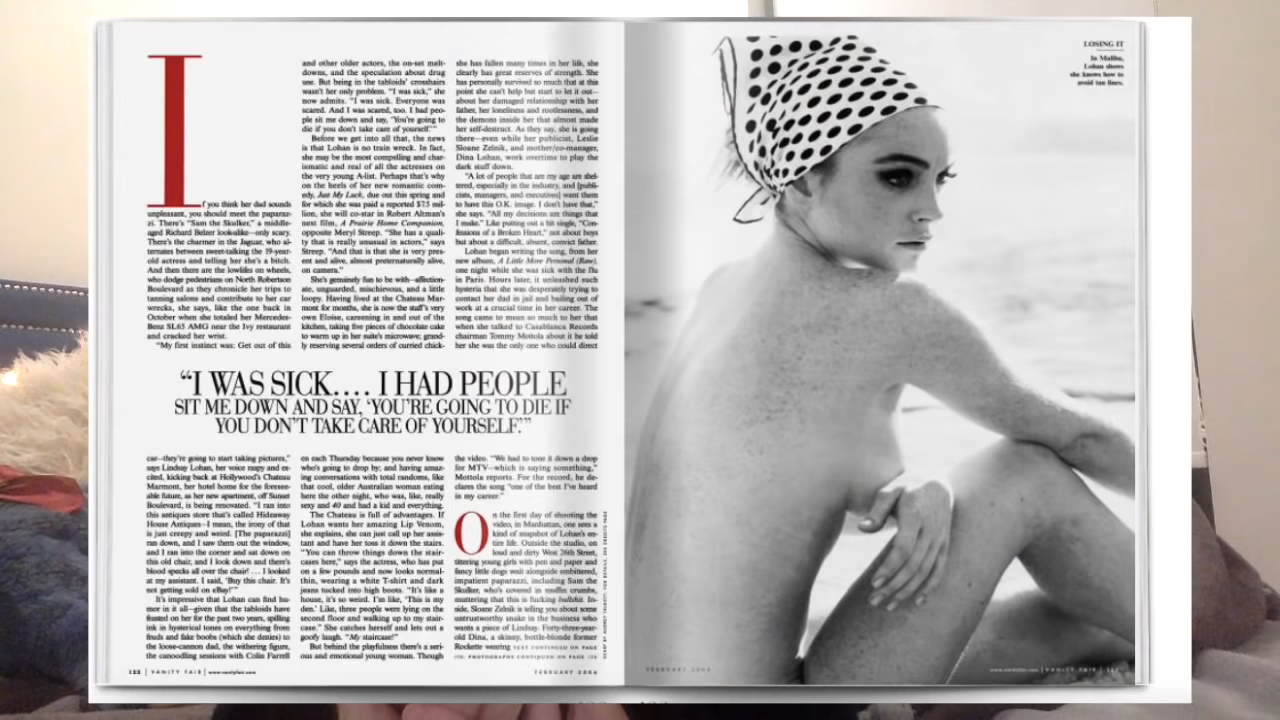 I
f you think her dad sounds
unpleasant, you should meet the paparaz-
zi. There's "Sam the Skulker," a middle-
aged Richard Belzer lookalike—only scary.
There's the charmer in the Jaguar, who al-
ternates between sweet-talking the 19-year-
old actress and telling her she's a bitch.
And then there are the lowlifes on wheels,
who dodge pedestrians on North Robertson
Boulevard as they chronicle her trips to
tanning salons and contribute to her car
wrecks, she says, like the one back in
October when she totaled her Mercedes-
Benz SL65 AMG near the Ivy restaurant
and cracked her wrist.
"My first instinct was: Get out of this
car—they're going to start taking pictures,"
says Lindsay Lohan, her voice raspy and ex-
cited, kicking back at Hollywood's Chateau
Marmont, her hotel home for the foresee-
able future, as her new apartment, off Sunset
Boulevard, is being renovated. "I ran into
this antiques store that's called Hideaway
House Antiques—I mean, the irony of that
is just creepy and weird. [The paparazzi]
ran down, and I saw them out the window,
and I ran into the corner and sat down on
this old chair, and I look down and there's
blood specks all over the chair! . . . I looked
at my assistant. I said, 'Buy this chair. It's
not getting sold on eBay!'"
It's impressive that Lohan can find hu-
mor in it all—given that the tabloids have
feasted on her for the past two years, spilling
ink in hysterical tones on everything from
feuds and fake boobs (which she denies) to
the loose-cannon dad, the withering figure,
the canoodling sessions with Colin Farrell
and other older actors, the on-set melt-
downs, and the speculation about drug
use. But being in the tabloids' crosshairs
wasn't her only problem. "I was sick," she
now admits. "I was sick. Everyone was
scared. And I was scared, too. I had peo-
ple sit me down and say, 'You're going to
die if you don't take care of yourself.'"
Before we get into all that, the news
is that Lohan is no train wreck. In fact,
she may be the most compelling and char-
ismatic and real of all the actresses on
the very young A-list. Perhaps that's why
on the heels of her new romantic com-
edy, Just My Luck, due out this spring and
for which she was paid a reported $7.5 mil-
lion, she will co-star in Robert Altman's
next film, A Prairie Home Companion,
opposite Meryl Streep. "She has a quali-
ty that is really unusual in actors," says
Streep. "And that is that she is very pres-
ent and alive, almost preternaturally alive,
on camera."
She's genuinely fun to be with—affection-
ate, unguarded, mischievous, and a little
loopy. Having lived at the Chateau Mar-
mont for months, she is now the staff's very
own Eloise, careening in and out of the
kitchen, taking five pieces of chocolate cake
to warm up in her suite's microwave; grand-
ly reserving several orders of curried chick-
en each Thursday because you never know
who's going to drop by; and having amaz-
ing conversations with total randoms, like
that cool, older Australian woman eating
here the other night, who was, like, really
sexy and 40 and had a kid and everything.
The Chateau is full of advantages. If
Lohan wants her amazing Lip Venom,
she explains, she can just call up her assis-
tant and have her toss it down the stairs.
"You can throw things down the stair-
cases here," says the actress, who has put
on a few pounds and now looks normal-
thin, wearing a white T-shirt and dark
jeans tucked into high boots. "It's like a
house, it's so weird. I'm like, 'This is my
den.' Like, three people were lying on the
second floor and walking up to my stair-
case." She catches herself and lets out a
goofy laugh. "My staircase!"
But behind the playfulness there's a seri-
ous and emotional young woman. Though
she has fallen many times in her life, she
clearly has great reserves of strength. She
has personally survived so much that at this
point she can't help but start to let it out—
about her damaged relationship with her
father, her loneliness and rootlessness, and
the demons inside her that almost made
her self-destruct. As they say, she is going
there—even while her publicist, Leslie
Sloane Zelnik, and mother/co-manager,
Dina Lohan, work overtime to play the
dark stuff down.
"A lot of people that are my age are shel-
tered, especially in the industry, and [publi-
cists, managers, and executives] want them
to have this O.K. image. I don't have that,"
she says. "All my decisions are things that
I make." Like putting out a hit single, "Con-
fessions of a Broken Heart," not about boys
but about a difficult, absent, convict father.
Lohan began writing the song, from her
new album, A Little More Personal (Raw),
one night while she was sick with the flu
in Paris. Hours later, it unleashed such
hysteria that she was desperately trying to
contact her dad in jail and bailing out of
work at a crucial time in her career. The
song came to mean so much to her that
when she talked to Casablanca Records
chairman Tommy Mottola about it he told
her she was the only one who could direct
the video. "We had to tone it down a drop
for MTV—which is saying something,"
Mottola reports. For the record, he de-
clares the song "one of the best I've heard
in my career."
On the first day of shooting the
video, in Manhattan, one sees a
kind of snapshot of Lohan's en-
tire life. Outside the studio, on
loud and dirty West 26th Street,
tittering young girls with pen and paper and
fancy little dogs wait alongside embittered,
impatient paparazzi, including Sam the
Skulker, who's covered in muffin crumbs,
muttering that this is fucking bullshit. In-
side, Sloane Zelnik is telling you about some
untrustworthy snake in the business who
wants a piece of Lindsay. Forty-three-year-
old Dina, a skinny, bottle-blonde former
Rockette wearing TEXT CONTINUED ON PAGE
"I WAS SICK.... I HAD PEOPLE
SIT ME DOWN AND SAY, 'YOU'RE GOING TO DIE IF
YOU DON'T TAKE CARE OF YOURSELF.'"
122 | VANITY FAIR | www.vanityfair.com
FEBRUARY 2006
LOSING IT
In Malibu,
Lohan shows
she knows how to
avoid tan lines.
FEBRUARY 2006
www.vanityfair.com | VANITY FAIR |